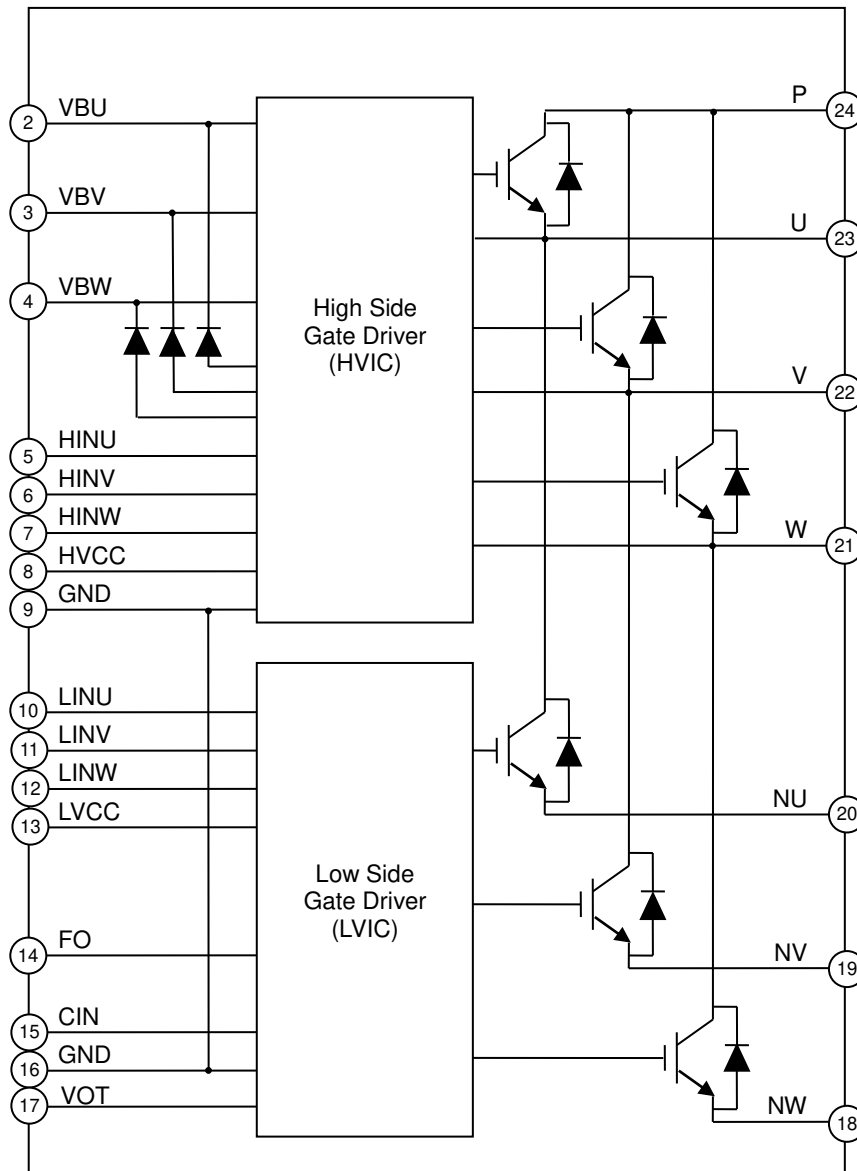 2 VBU
3 VBV
4 VBW
5 HINU
6 HINV
7 HINW
8 HVCC
9 GND
High Side
Gate Driver
(HVIC)
P 24
U 23
V 22
W 21
10 LINU
11 LINV
12 LINW
13 LVCC
14 FO
15 CIN
16 GND
17 VOT
Low Side
Gate Driver
(LVIC)
NU 20
NV 19
NW 18